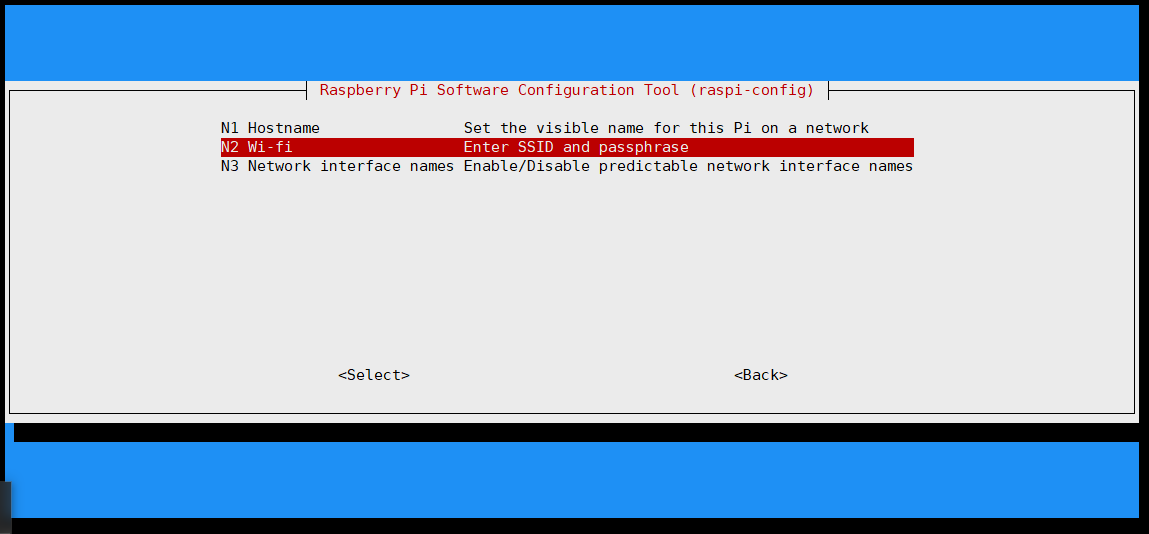 Raspberry Pi Software Configuration Tool (raspi-config)
N1 Hostname Set the visible name for this Pi on a network
N2 Wi-fi Enter SSID and passphrase
N3 Network interface names Enable/Disable predictable network interface names
<Select> <Back>